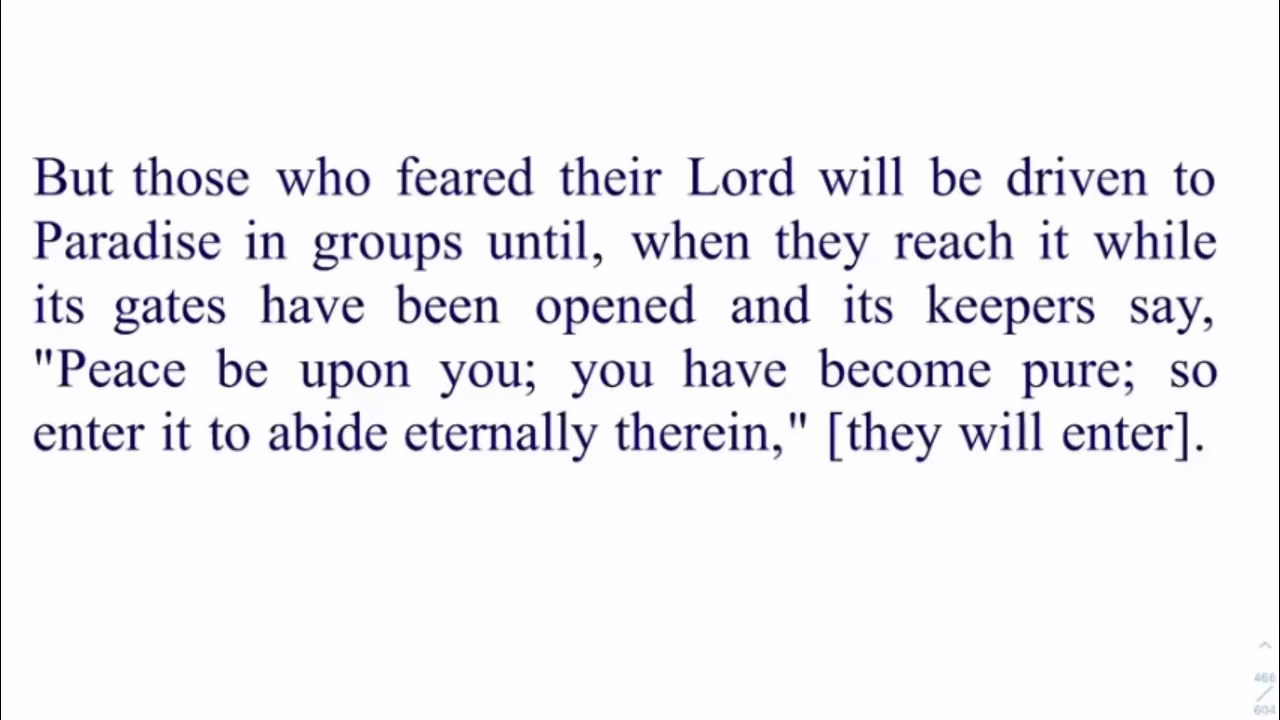 But those who feared their Lord will be driven to
Paradise in groups until, when they reach it while
its gates have been opened and its keepers say,
"Peace be upon you; you have become pure; so
enter it to abide eternally therein," [they will enter].
466
/
604